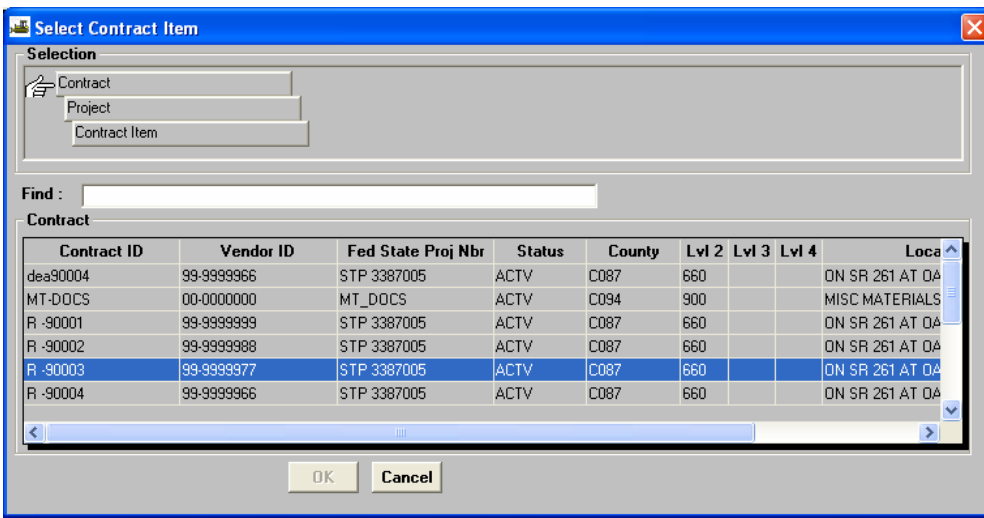 Select Contract Item
Selection
Contract
Project
Contract Item
Find :
Contract
Contract ID Vendor ID Fed State Proj Nbr Status County Lvl 2 Lvl 3 Lvl 4 Loca
dea90004 99-9999966 STP 3387005 ACTV C087 660 ON SR 261 AT OA
MT-DOCS 00-0000000 MT_DOCS ACTV C094 900 MISC MATERIALS
R -90001 99-9999999 STP 3387005 ACTV C087 660 ON SR 261 AT OA
R -90002 99-9999988 STP 3387005 ACTV C087 660 ON SR 261 AT OA
R -90003 99-9999977 STP 3387005 ACTV C087 660 ON SR 261 AT OA
R -90004 99-9999966 STP 3387005 ACTV C087 660 ON SR 261 AT OA
OK Cancel